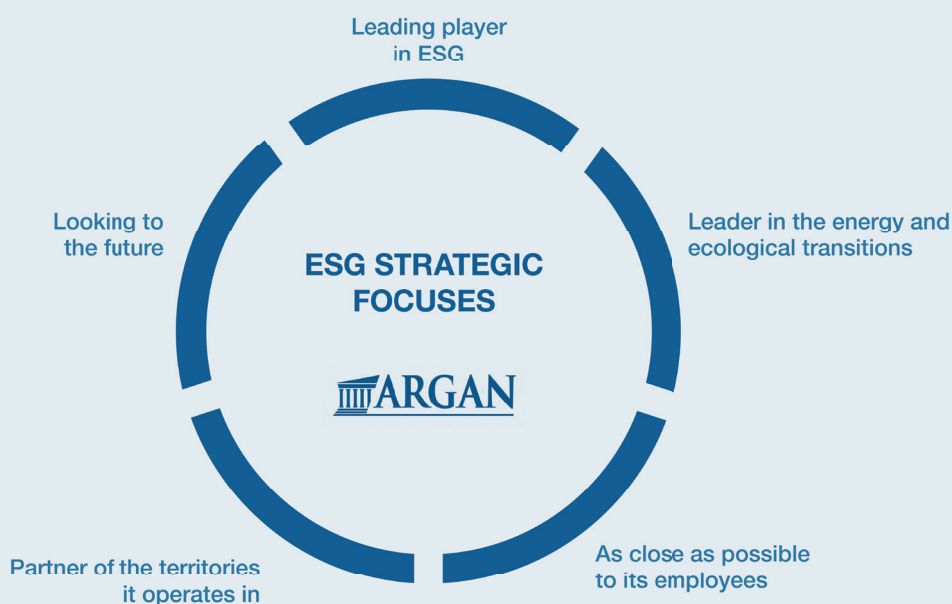 Leading player
in ESG
Looking to
the future
Leader in the energy and
ecological transitions
ESG STRATEGIC
FOCUSES
ARGAN
Partner of the territories
it operates in
As close as possible
to its employees